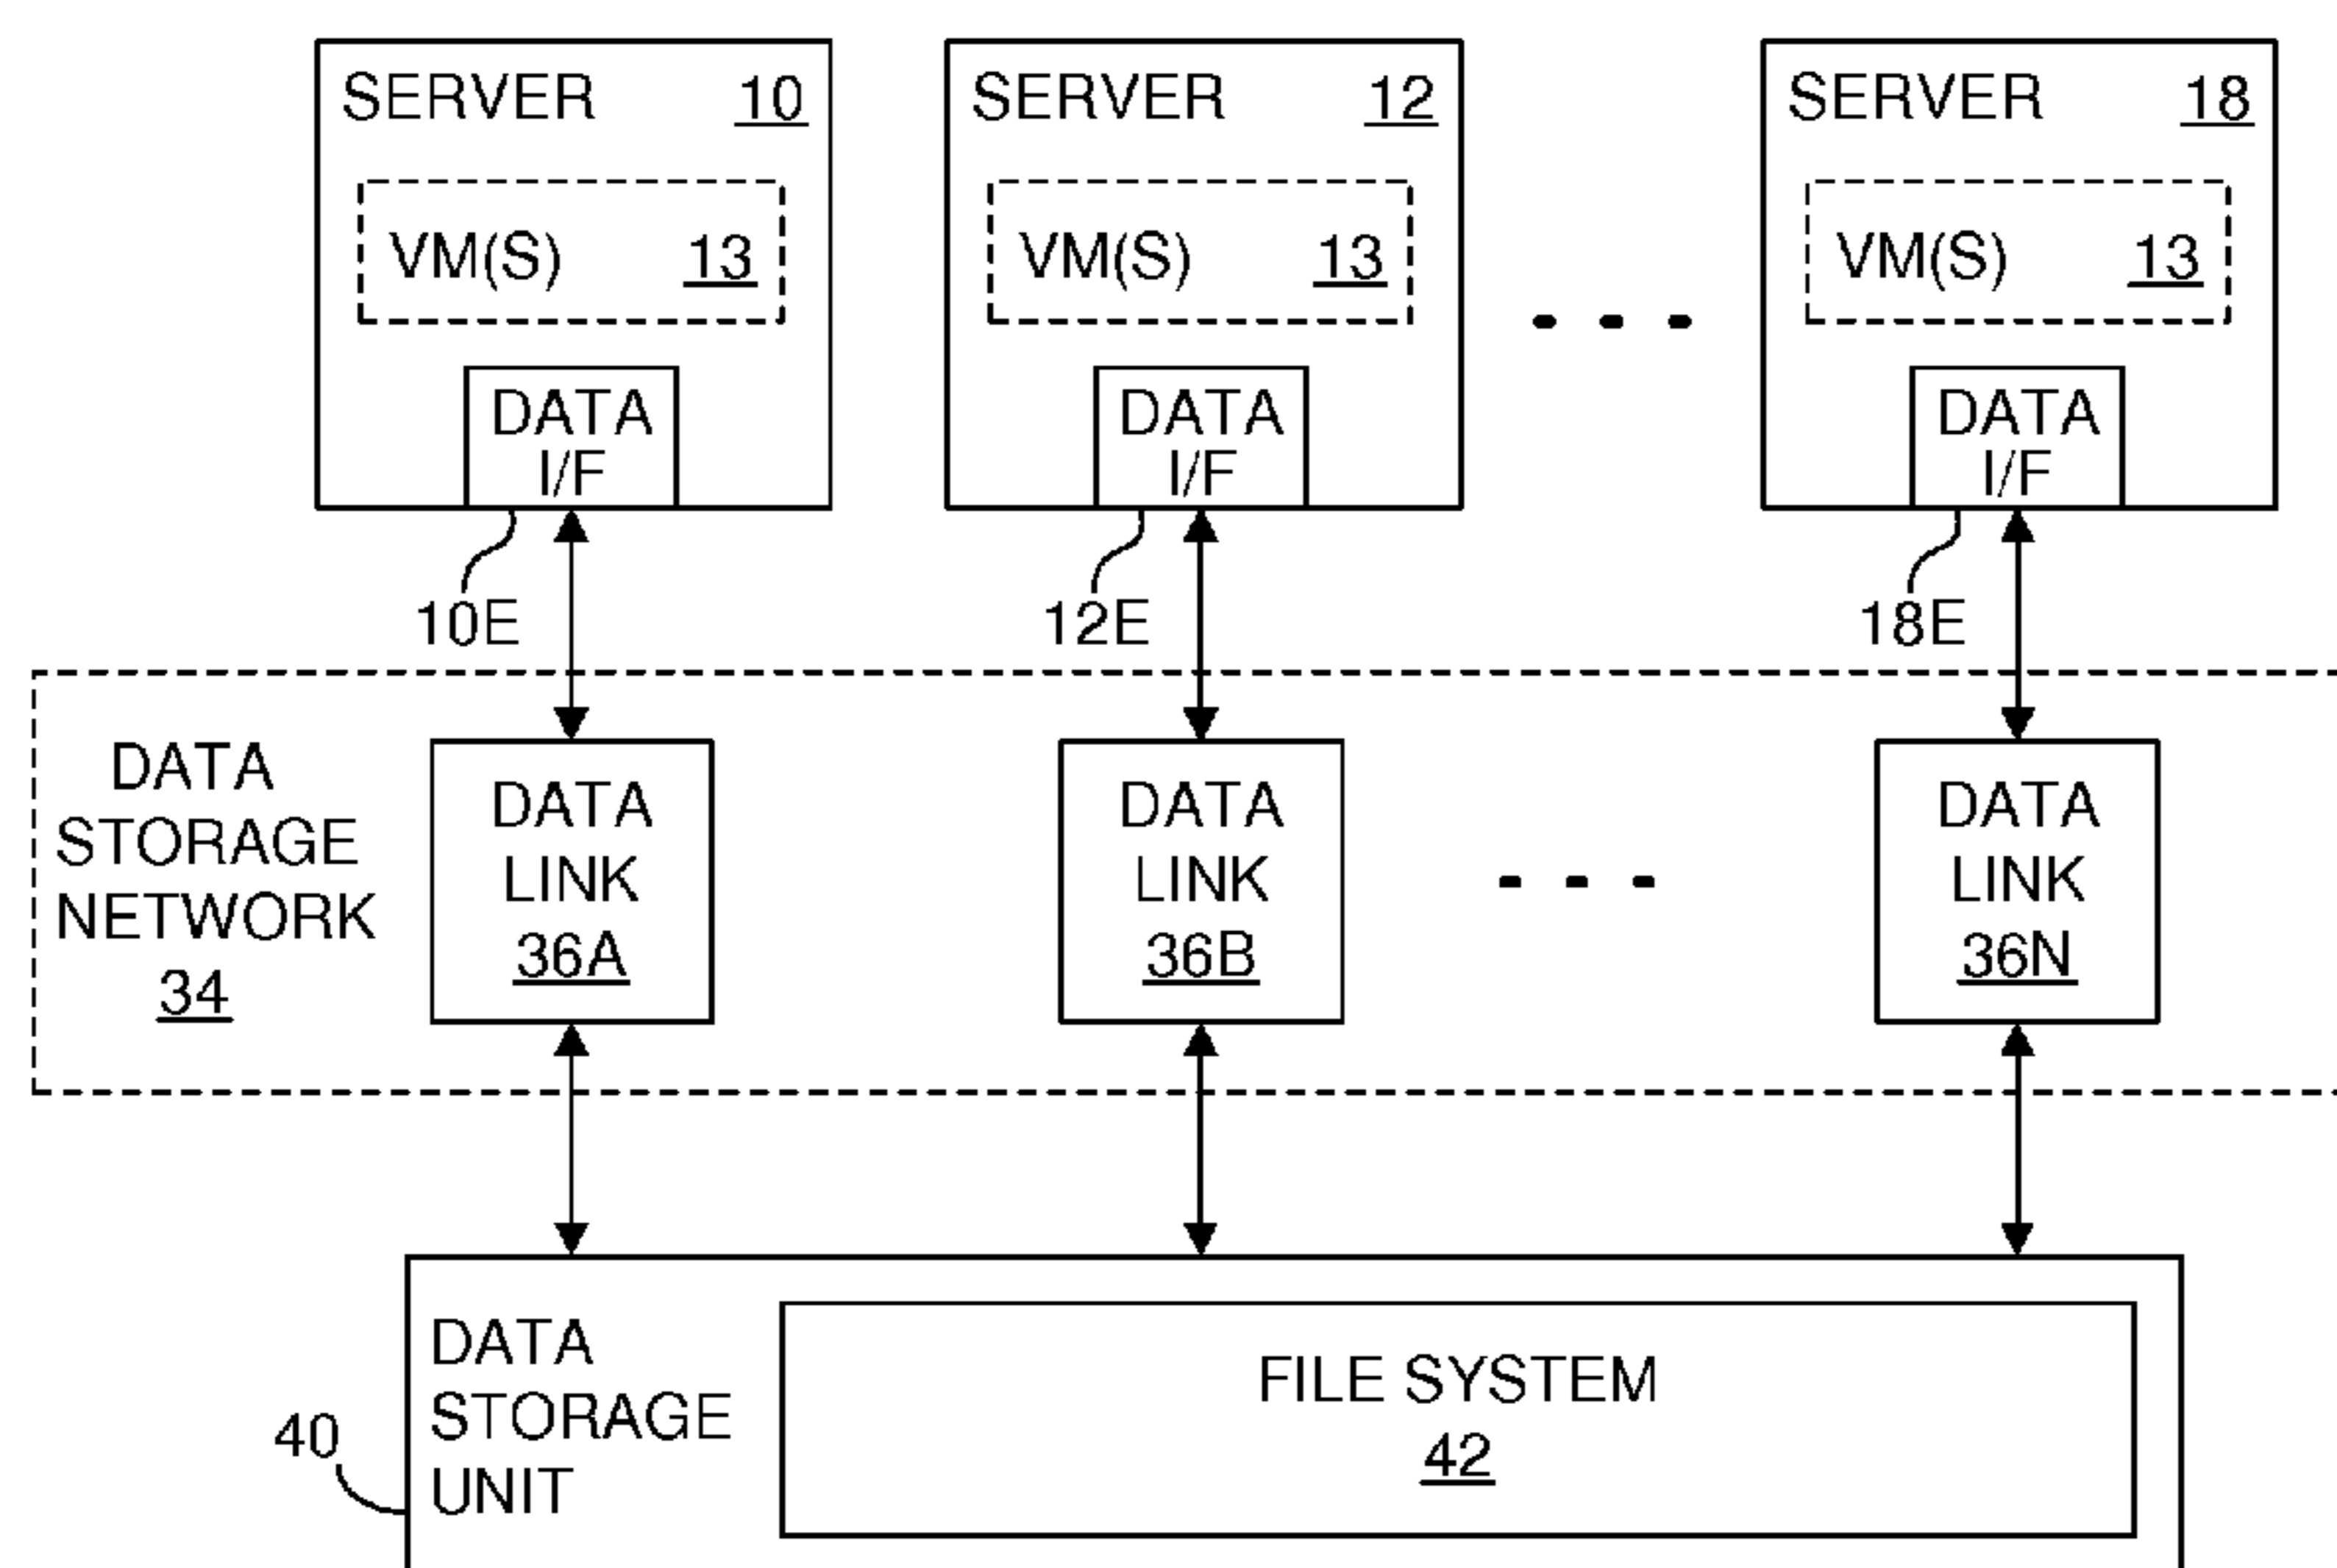 SERVER 10
VM(S) 13
DATA
I/F
10E
SERVER 12
VM(S) 13
DATA
I/F
12E
SERVER 18
VM(S) 13
DATA
I/F
18E
DATA
STORAGE
NETWORK
34
DATA
LINK
36A
DATA
LINK
36B
DATA
LINK
36N
40
DATA
STORAGE
UNIT
FILE SYSTEM
42